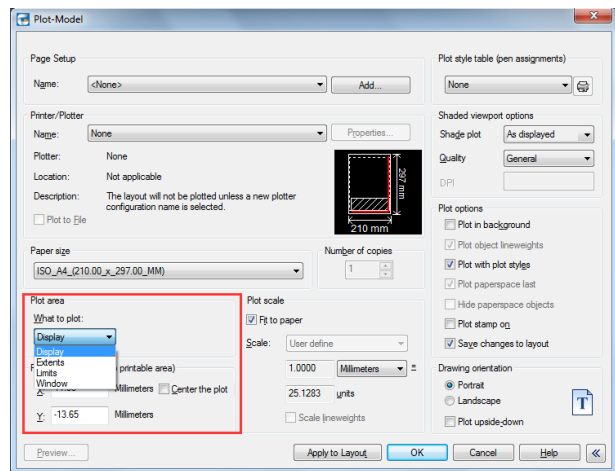 Plot-Model
Page Setup
Name: <None> Add...
Printer/Plotter
Name: None Properties...
Plotter: None
Location: Not applicable
Description: The layout will not be plotted unless a new plotter
configuration name is selected.
Plot to File
297 mm
210 mm
Paper size
ISO_A4_(210.00_x_297.00_MM)
Number of copies
1
Plot area
What to plot:
Display
Display
Extents
Limits
Window
printable area)
X: Millimeters Center the plot
Y: -13.65 Millimeters
Plot scale
Fit to paper
Scale: User define
1.0000 Millimeters =
25.1283 units
Scale lineweights
Plot style table (pen assignments)
None
Shaded viewport options
Shade plot As displayed
Quality General
DPI
Plot options
Plot in background
Plot object lineweights
Plot with plot styles
Plot paperspace last
Hide paperspace objects
Plot stamp on
Save changes to layout
Drawing orientation
Portrait
Landscape
Plot upside-down
T
Preview... Apply to Layout OK Cancel Help